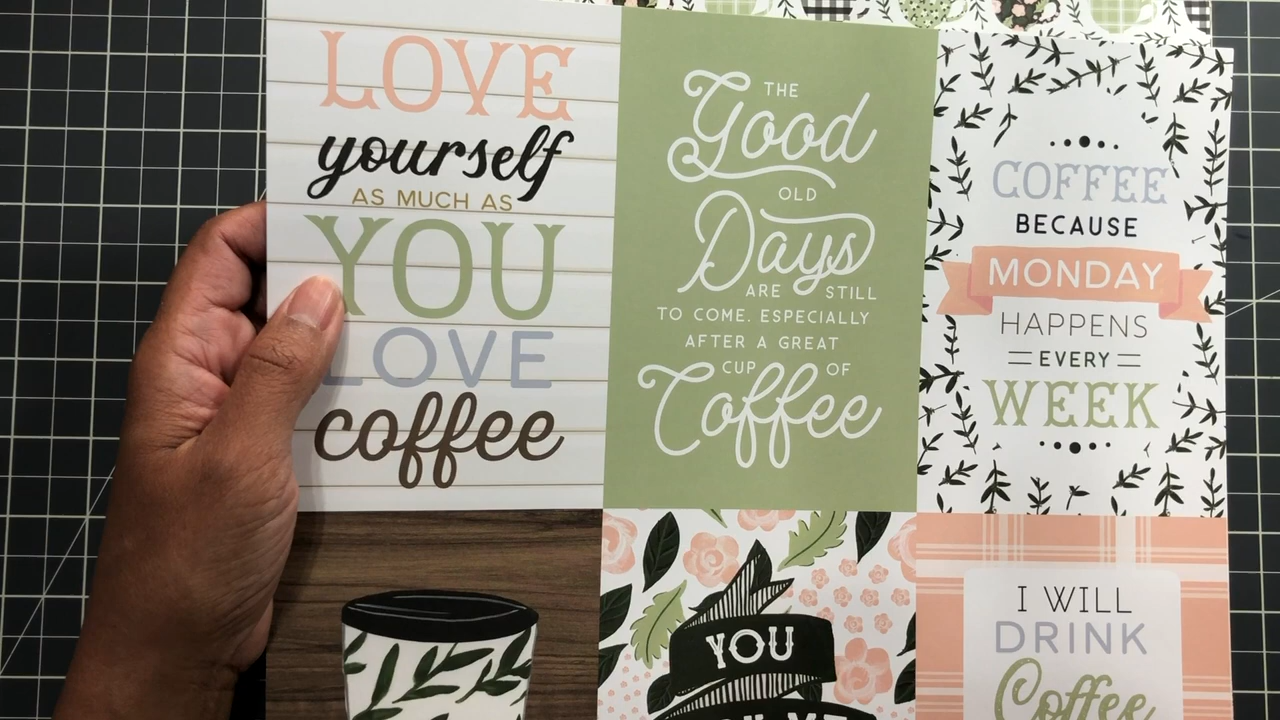 LOVE
yourself
AS MUCH AS
YOU
LOVE
coffee
THE
Good
OLD
Days
ARE STILL
TO COME. ESPECIALLY
AFTER A GREAT
CUP OF
Coffee
COFFEE
BECAUSE
MONDAY
HAPPENS
EVERY
WEEK
YOU
I WILL
DRINK
Coffee